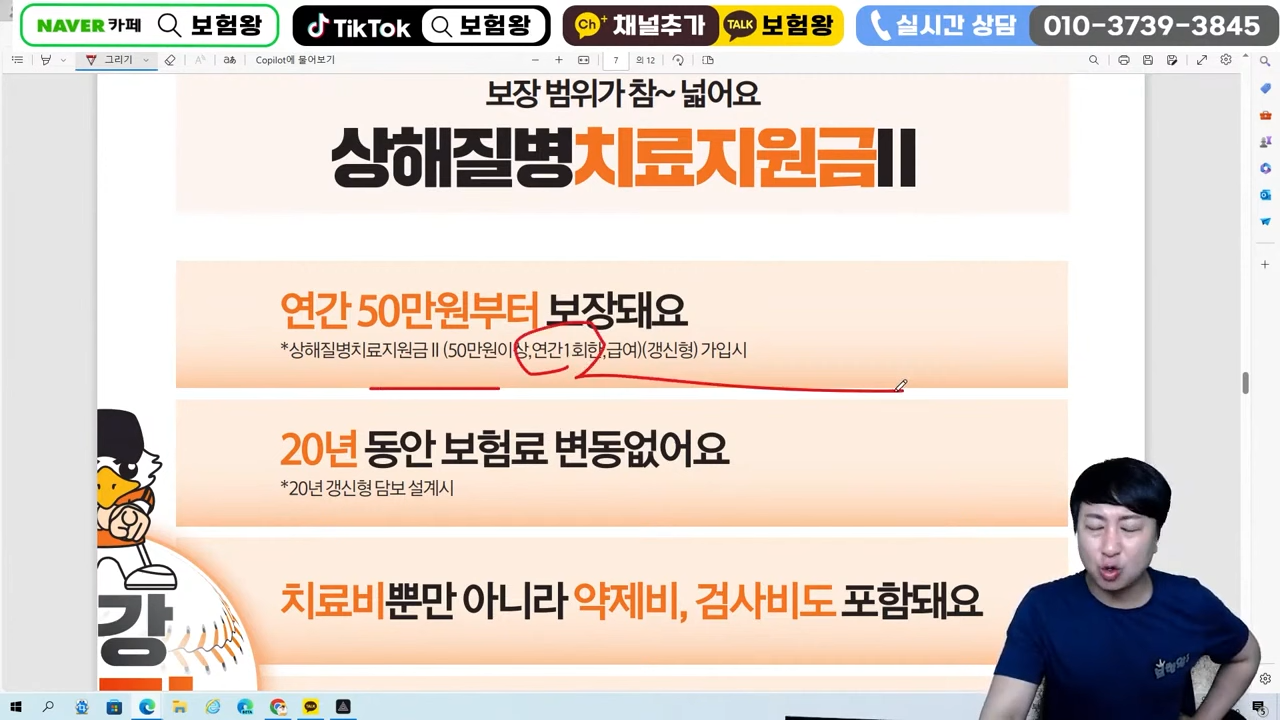 NAVER 카페 보험왕
TikTok 보험왕
Ch+ 채널추가 TALK 보험왕
실시간 상담 010-3739-3845
그리기
aあ
Copilot에 물어보기
7 의 12
보장 범위가 참~ 넓어요
상해질병치료지원금II
연간 50만원부터 보장돼요
*상해질병치료지원금Ⅱ(50만원이상,연간1회한,급여)(갱신형) 가입시
20년 동안 보험료 변동없어요
*20년 갱신형 담보 설계시
치료비뿐만 아니라 약제비, 검사비도 포함돼요
강